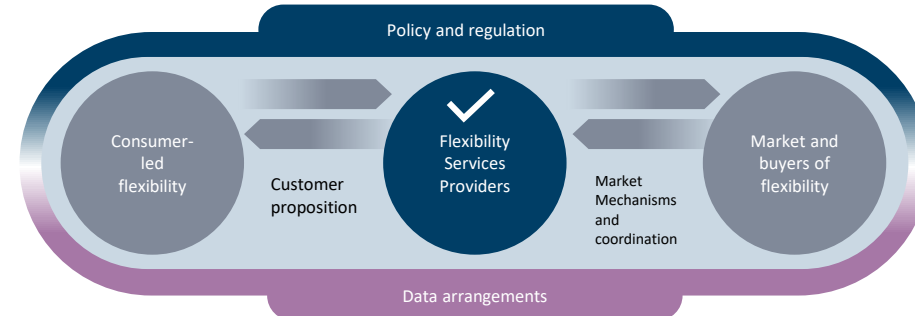 Policy and regulation
Consumer-
led
flexibility
Customer
proposition
Flexibility
Services
Providers
Market
Mechanisms
and
coordination
Market and
buyers of
flexibility
Data arrangements